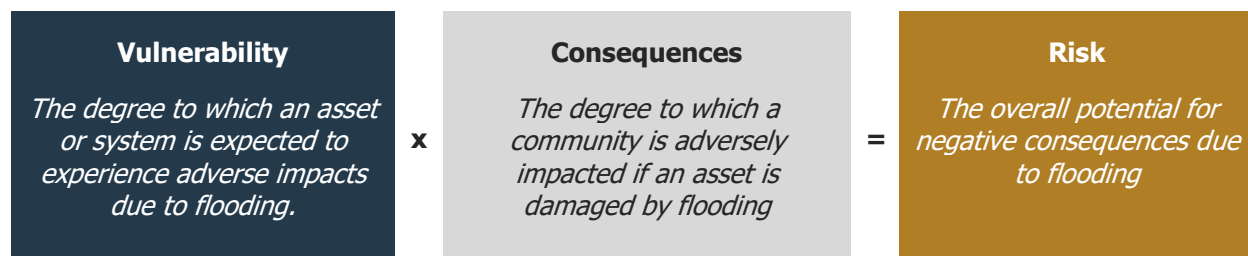 Vulnerability
The degree to which an asset
or system is expected to
experience adverse impacts
due to flooding.
x
Consequences
The degree to which a
community is adversely
impacted if an asset is
damaged by flooding
=
Risk
The overall potential for
negative consequences due
to flooding